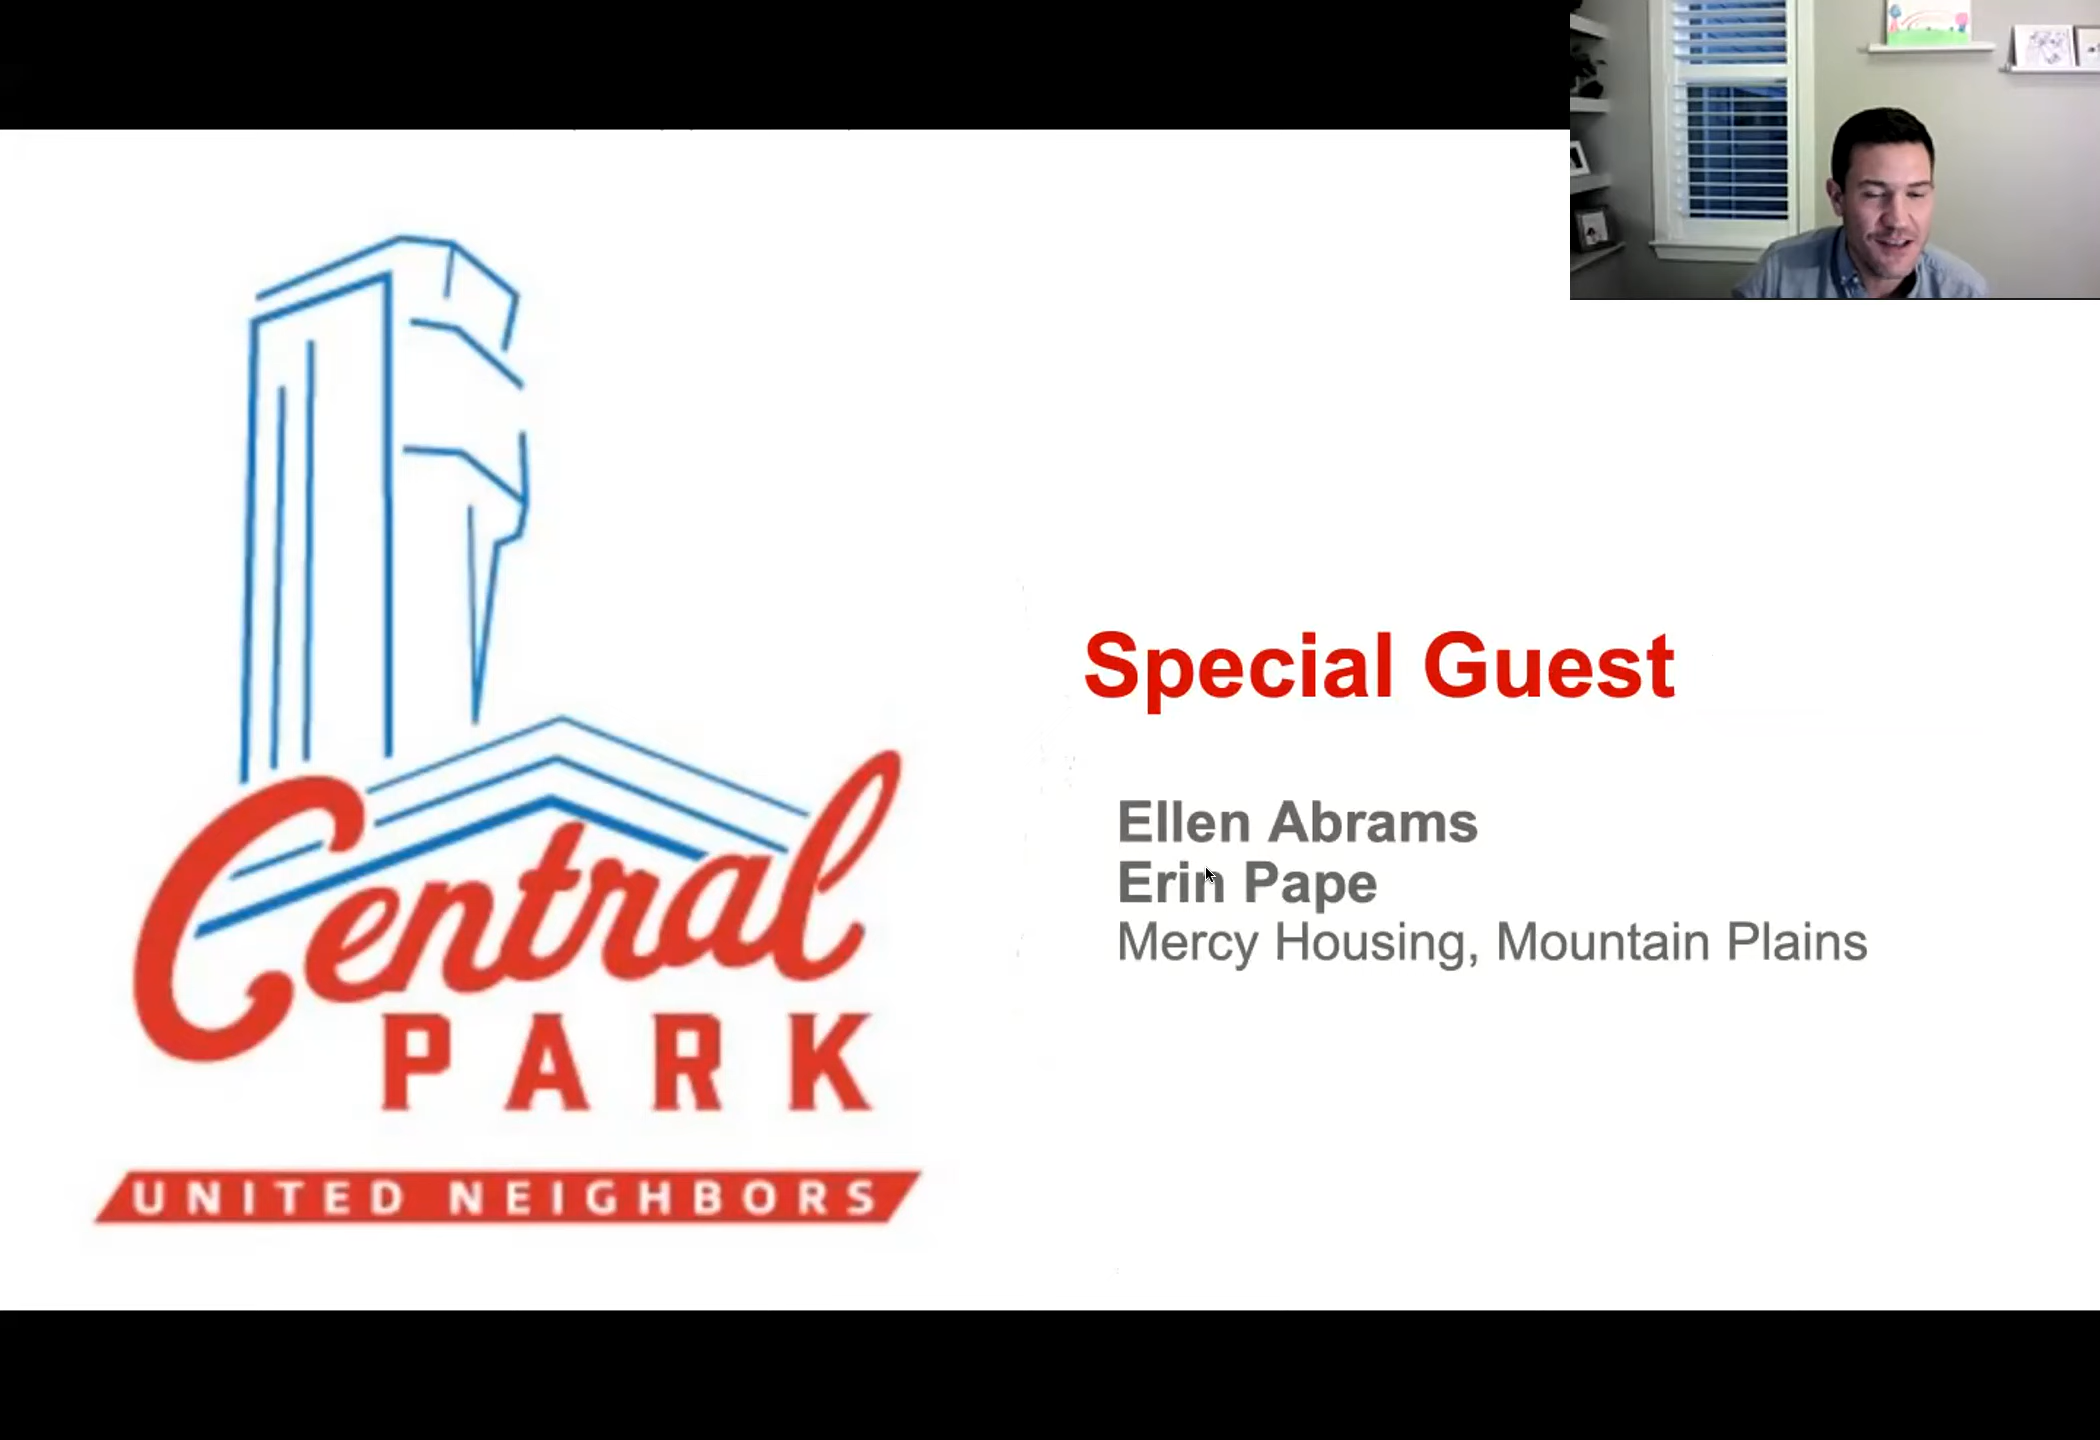 Central
PARK
UNITED NEIGHBORS
Special Guest
Ellen Abrams
Erin Pape
Mercy Housing, Mountain Plains